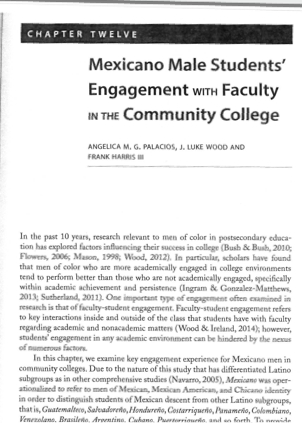 CHAPTER TWELVE
Mexicano Male Students'
Engagement WITH Faculty
IN THE Community College
ANGELICA M. G. PALACIOS, J. LUKE WOOD AND
FRANK HARRIS III
In the past 10 years, research relevant to men of color in postsecondary educa-
tion has explored factors influencing their success in college (Bush & Bush, 2010;
Flowers, 2006; Mason, 1998; Wood, 2012). In particular, scholars have found
that men of color who are more academically engaged in college environments
tend to perform better than those who are not academically engaged, specifically
within academic achievement and persistence (Ingram & Gonzalez-Matthews,
2013; Sutherland, 2011). One important type of engagement often examined in
research is that of faculty-student engagement. Faculty-student engagement refers
to key interactions inside and outside of the class that students have with faculty
regarding academic and nonacademic matters (Wood & Ireland, 2014); however,
students' engagement in any academic environment can be hindered by the nexus
of numerous factors.
In this chapter, we examine key engagement experience for Mexicano men in
community colleges. Due to the nature of this study that has differentiated Latino
subgroups as in other comprehensive studies (Navarro, 2005), Mexicano was oper-
ationalized to refer to men of Mexican, Mexican American, and Chicano identity
in order to distinguish students of Mexican descent from other Latino subgroups,
that is, Guatemalteco, Salvadoreño, Hondureño, Costarriqueño, Panameño, Colombiano,
Venezolano, Brasileño, Argentino, Cubano, Puertorriqueño, and so forth. To provide